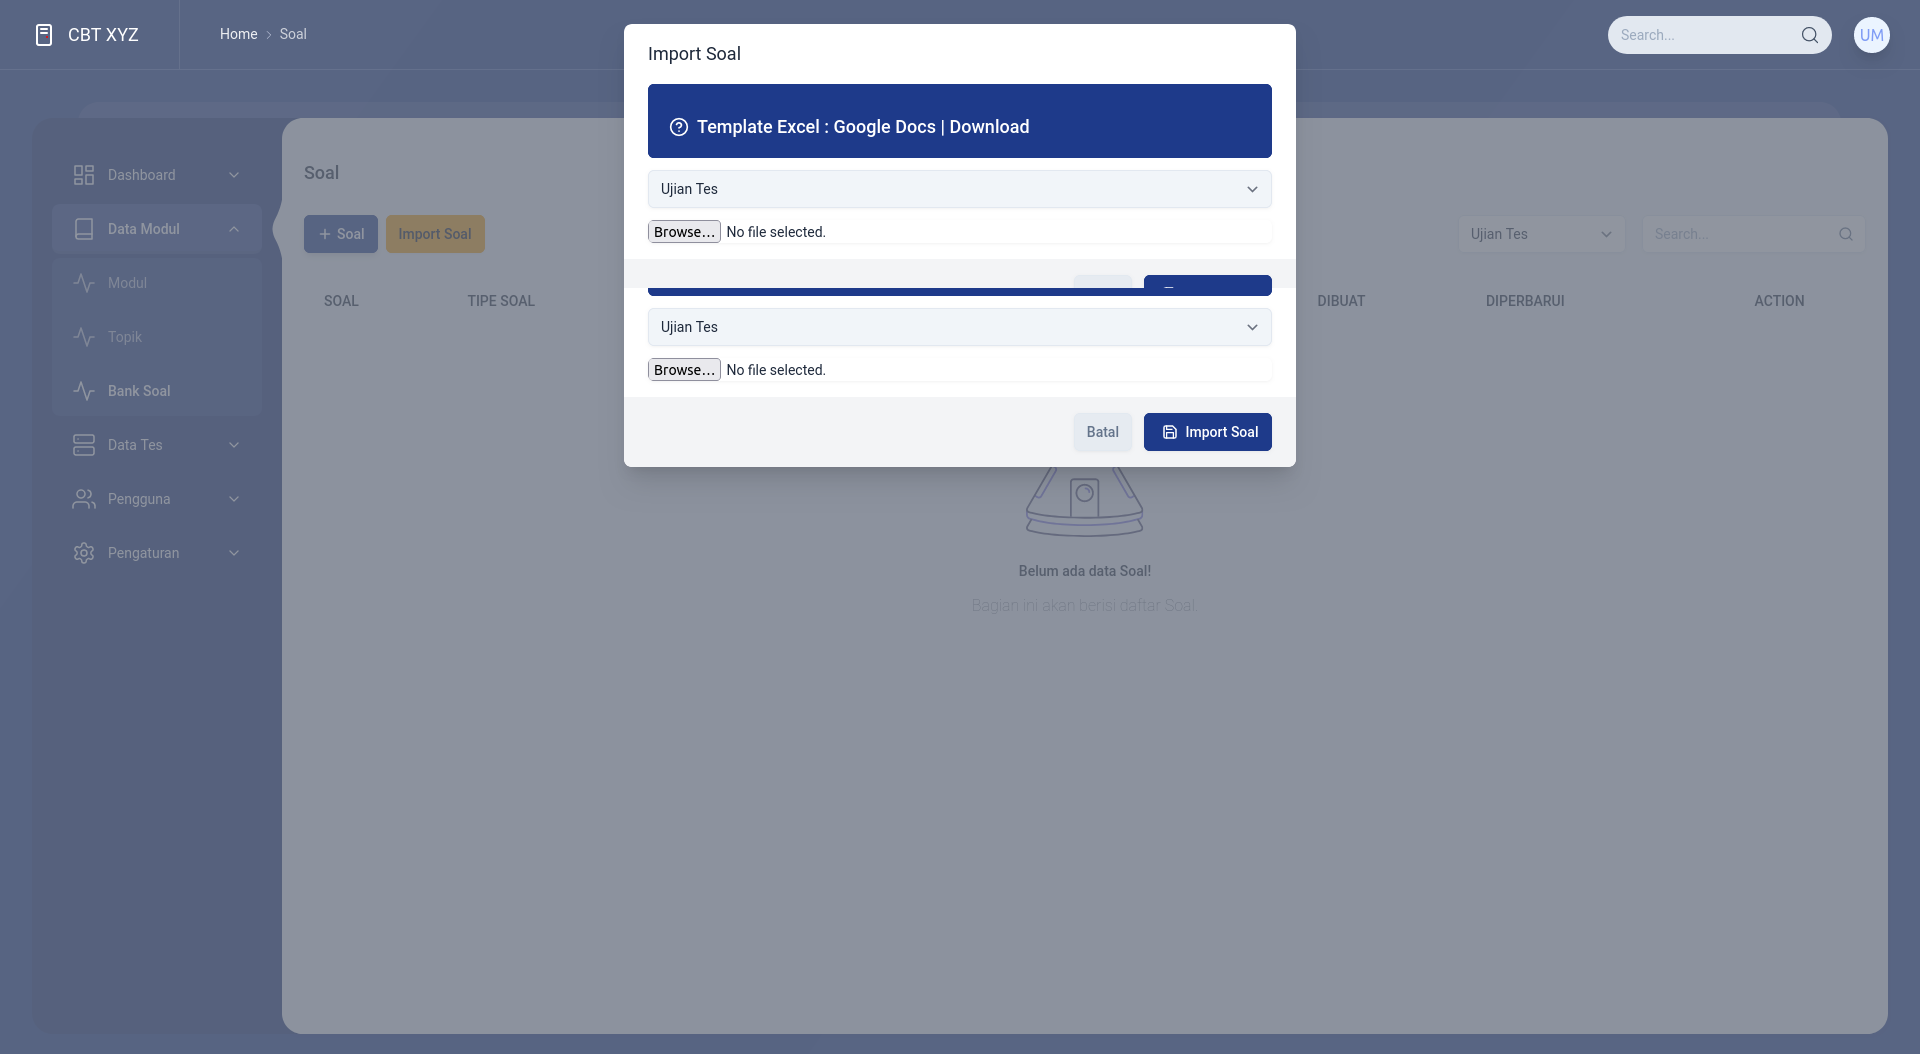 CBT XYZ
Home > Soal
Search...
UM
Import Soal
Template Excel : Google Docs | Download
Ujian Tes
Browse... No file selected.
Ujian Tes
Browse... No file selected.
Batal
Import Soal
Dashboard
Data Modul
Modul
Topik
Bank Soal
Data Tes
Pengguna
Pengaturan
Soal
+ Soal
Import Soal
Ujian Tes
Search...
SOAL TIPE SOAL DIBUAT DIPERBARUI ACTION
Belum ada data Soal!
Bagian ini akan berisi daftar Soal.